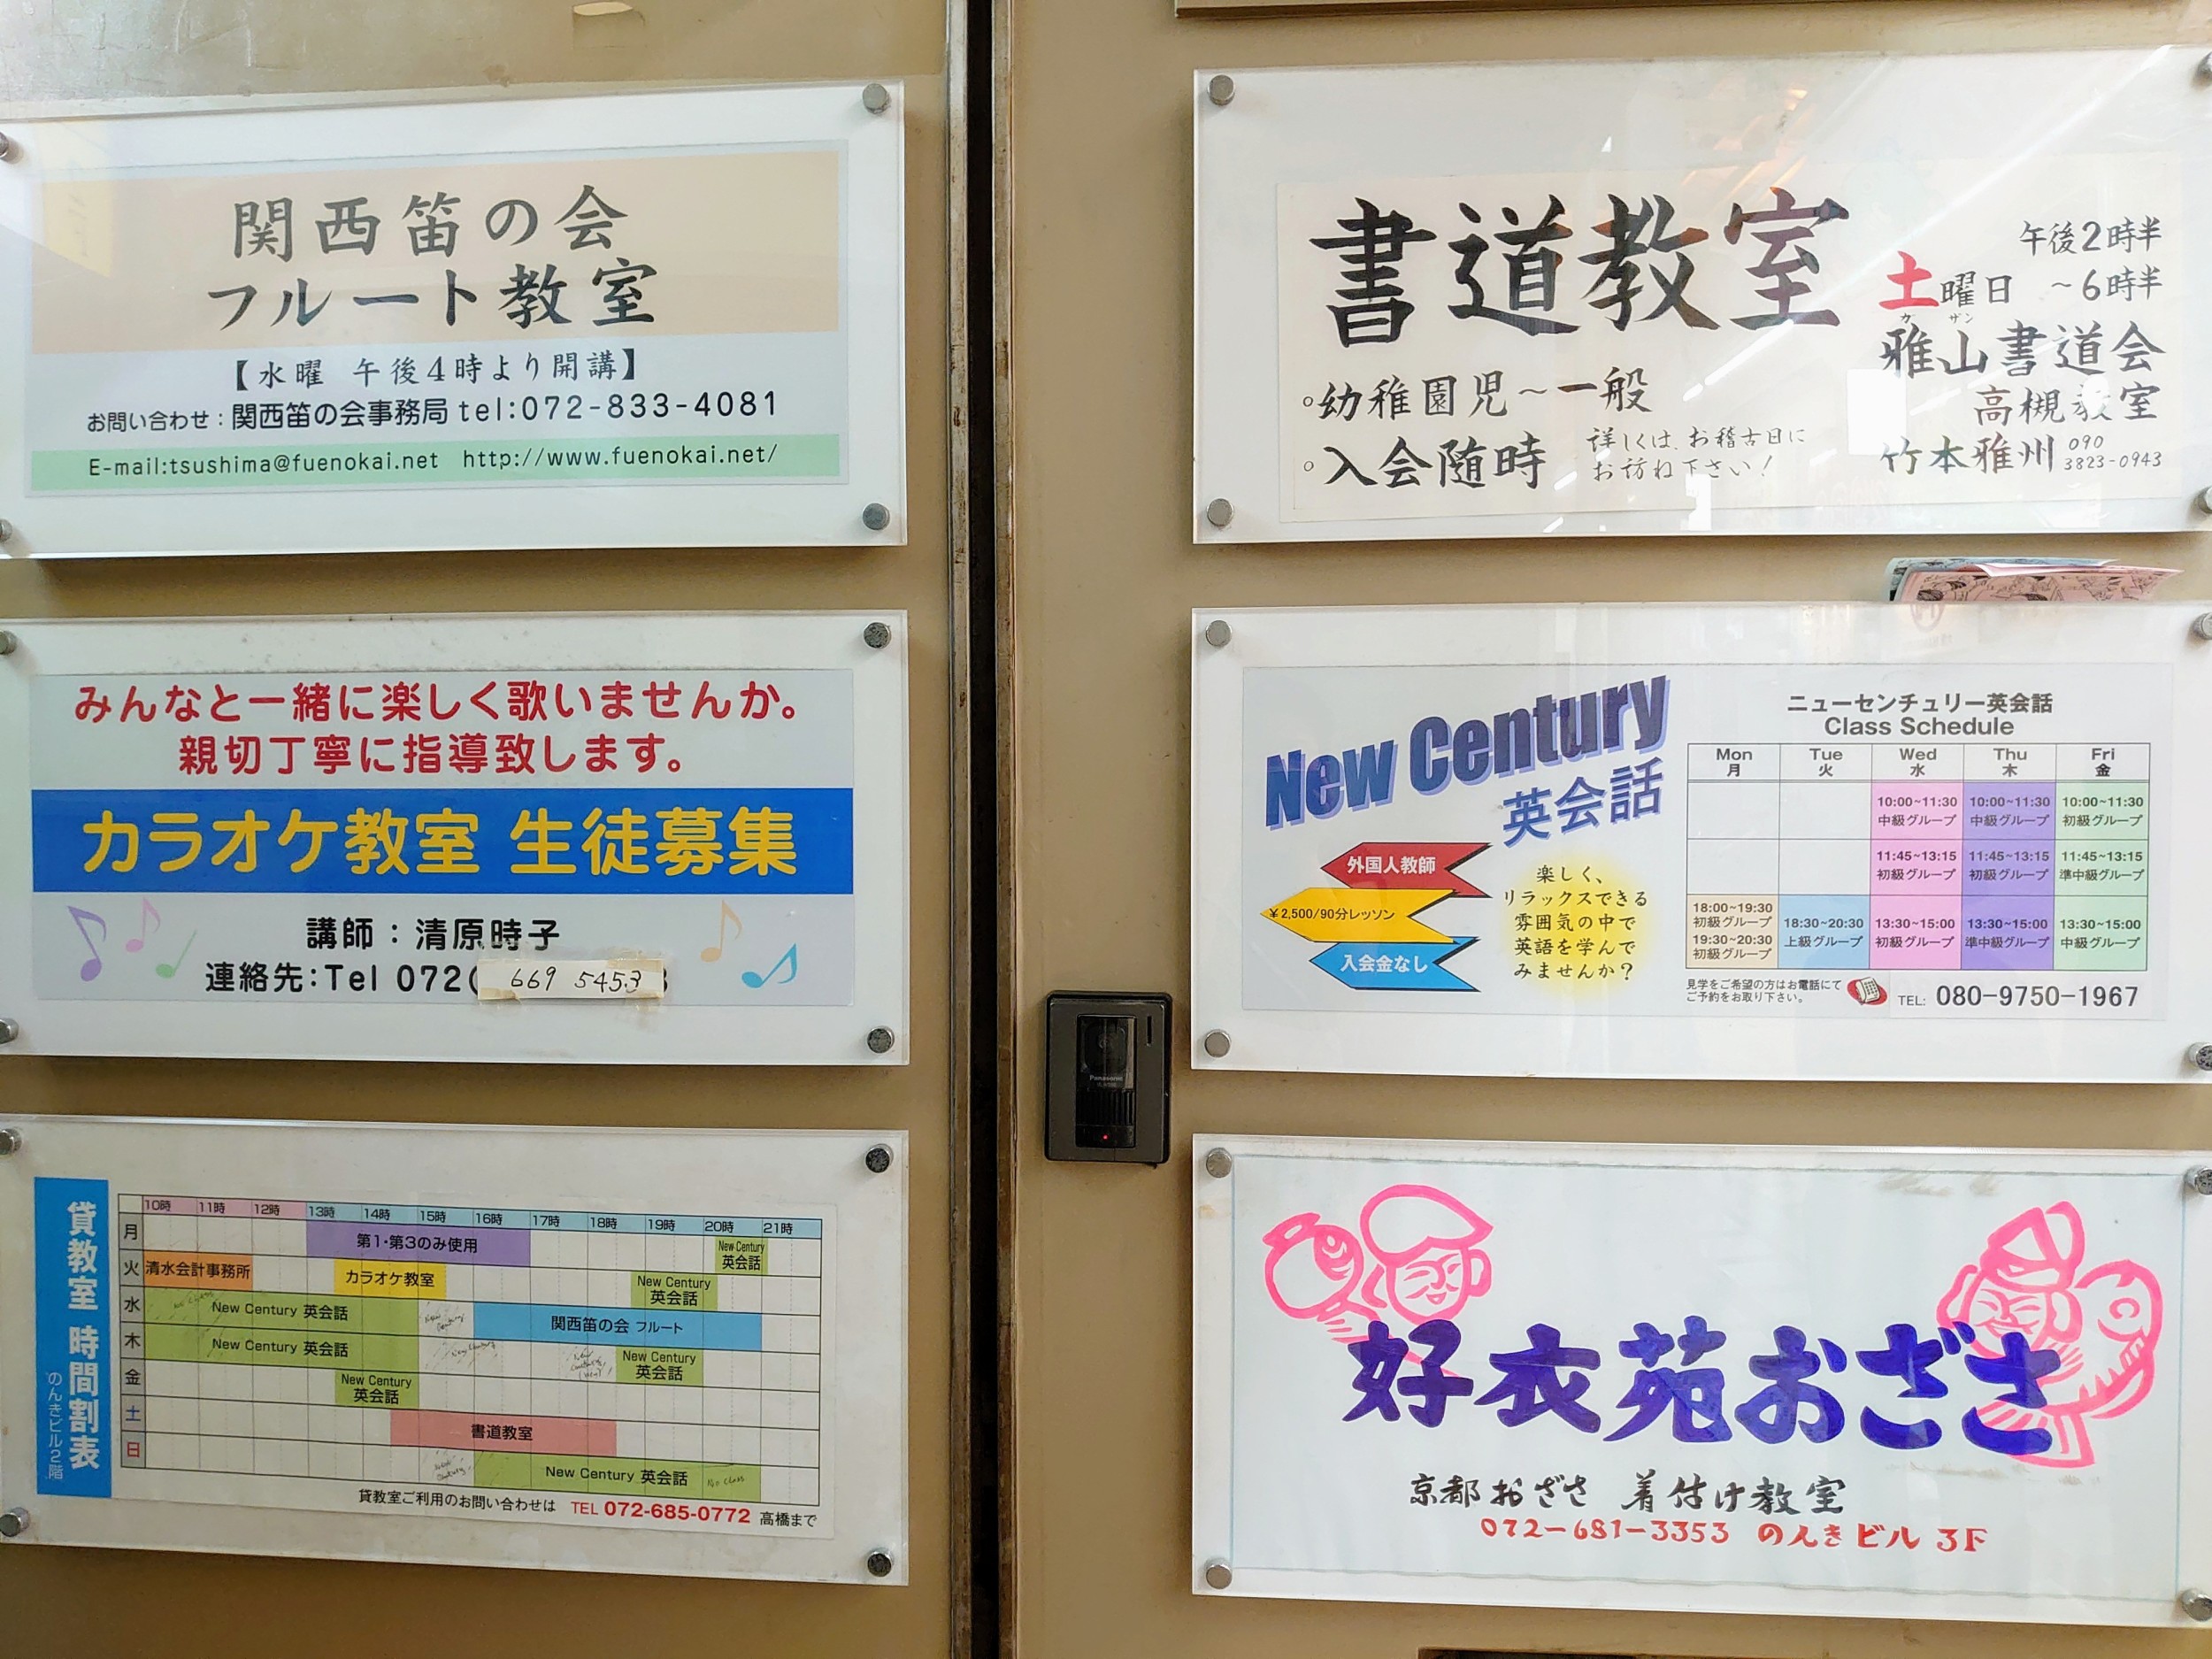 関西笛の会
フルート教室
【水曜 午後4時より開講】
お問い合わせ：関西笛の会事務局 tel:072-833-4081
E-mail:tsushima@fuenokai.net http://www.fuenokai.net/
書道教室
午後2時半
土曜日 ～6時半
ガ ザン
雅山書道会
高槻教室
竹本雅州 090
3823-0943
○幼稚園児～一般
○入会随時
詳しくは、お稽古日に
お訪ね下さい！
みんなと一緒に楽しく歌いませんか。
親切丁寧に指導致します。
カラオケ教室 生徒募集
講師：清原時子
連絡先:Tel 072( 669 5453
New Century
英会話
外国人教師
¥2,500/90分レッソン
入会金なし
楽しく、
リラックスできる
雰囲気の中で
英語を学んで
みませんか？
ニューセンチュリー英会話
Class Schedule
Mon Tue Wed Thu Fri
月 火 水 木 金
10:00~11:30 10:00~11:30 10:00~11:30
中級グループ 中級グループ 初級グループ
11:45~13:15 11:45~13:15 11:45~13:15
初級グループ 初級グループ 準中級グループ
18:00~19:30
初級グループ
19:30~20:30
初級グループ
18:30~20:30
上級グループ
13:30~15:00 13:30~15:00 13:30~15:00
初級グループ 準中級グループ 中級グループ
見学をご希望の方はお電話にて
ご予約をお取り下さい。
TEL: 080-9750-1967
Panasonic
貸教室 時間割表
のんきビル2階
10時 11時 12時 13時 14時 15時 16時 17時 18時 19時 20時 21時
月 第1・第3のみ使用 New Century 英会話
火 清水会計事務所 カラオケ教室 New Century 英会話
水 New Century 英会話 関西笛の会 フルート
木 New Century 英会話 New Century 英会話
金 New Century 英会話
土 書道教室
日 New Century 英会話 No class
貸教室ご利用のお問い合わせは TEL 072-685-0772 高橋まで
好衣苑おざさ
京都おざさ 着付け教室
072-681-3353 のんきビル 3F